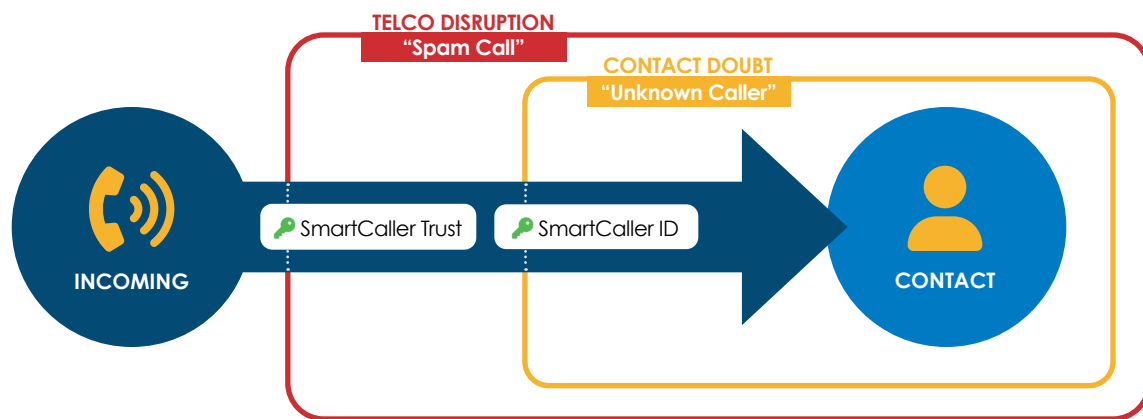 TELCO DISRUPTION
“Spam Call”
CONTACT DOUBT
“Unknown Caller”
SmartCaller Trust
SmartCaller ID
INCOMING
CONTACT